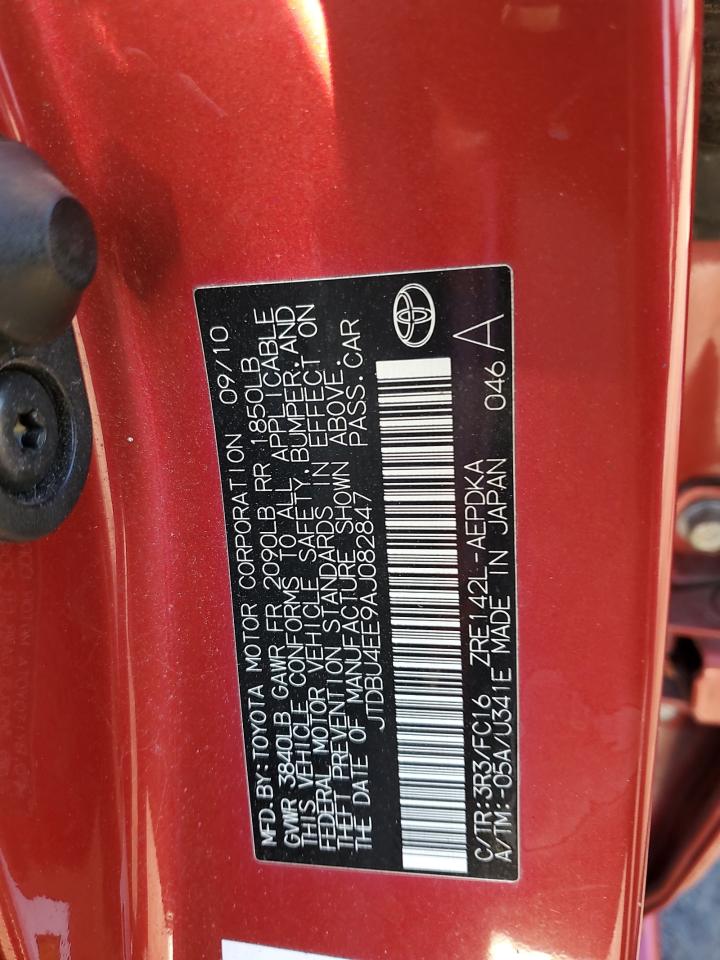 MFD. BY: TOYOTA MOTOR CORPORATION 09/10
GVWR 3840LB GAWR FR 2090LB RR 1850LB
THIS VEHICLE CONFORMS TO ALL APPLICABLE
FEDERAL MOTOR VEHICLE SAFETY, BUMPER, AND
THEFT PREVENTION STANDARDS IN EFFECT ON
THE DATE OF MANUFACTURE SHOWN ABOVE.
JTDBU4EE9AJ082847 PASS. CAR
C/TR: 3R3/FC16 ZRE142L-AEPDKA 046 A
A/TM: -05A/U341E MADE IN JAPAN